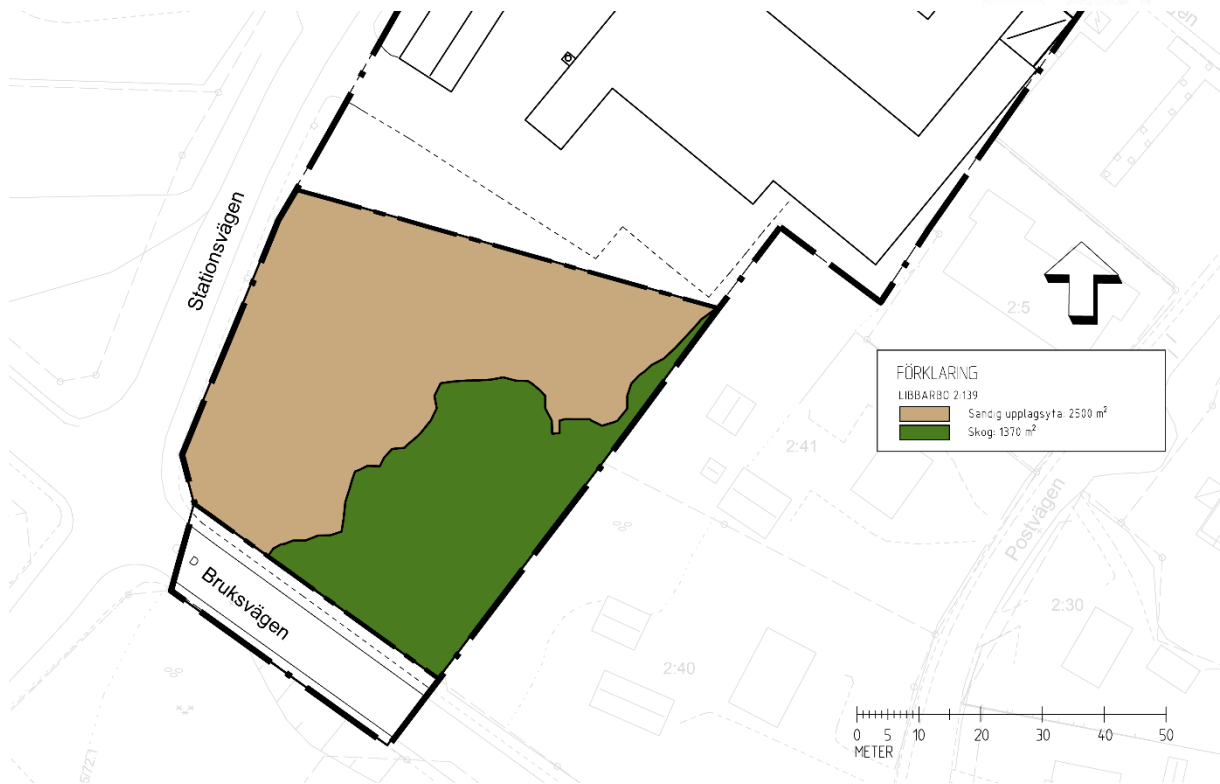 Stationsvägen
2:5
FÖRKLARING
LIBBARBO 2:139
Sandig upplagsyta: 2500 m²
Skog: 1370 m²
2:41
Postvägen
Bruksvägen
2:30
2:40
0 10 20 30 40 50
METER